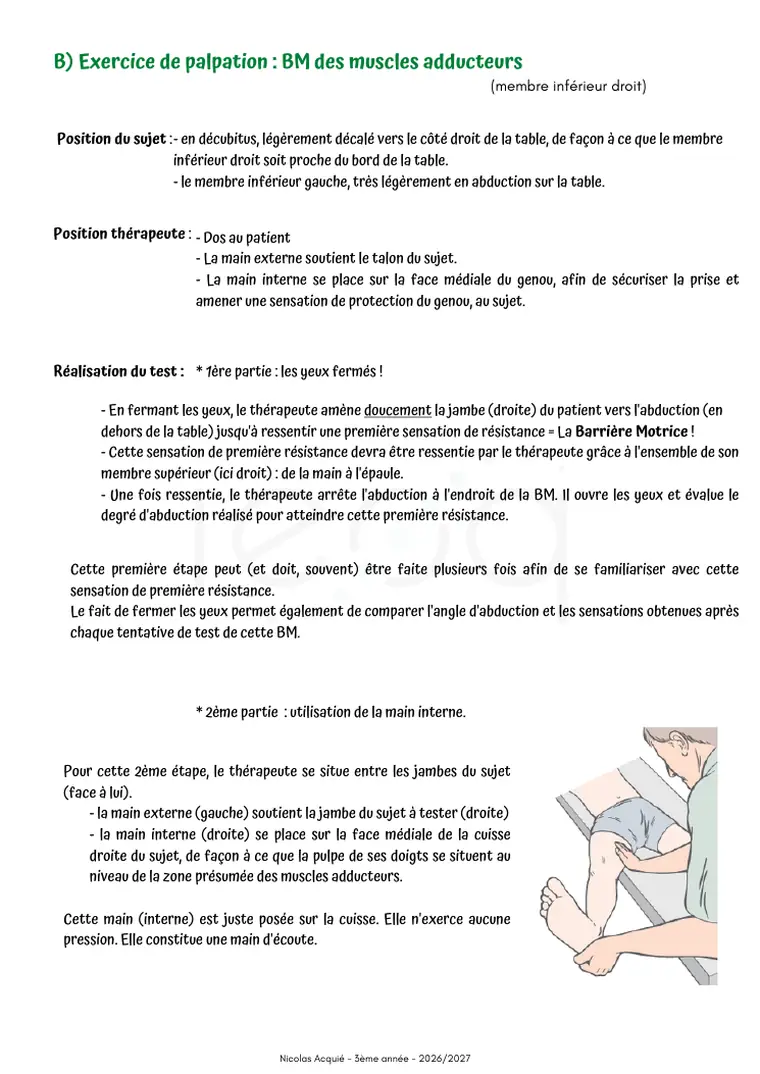 B) Exercice de palpation : BM des muscles adducteurs
(membre inférieur droit)
Position du sujet :- en décubitus, légèrement décalé vers le côté droit de la table, de façon à ce que le membre
inférieur droit soit proche du bord de la table.
- le membre inférieur gauche, très légèrement en abduction sur la table.
Position thérapeute : - Dos au patient
- La main externe soutient le talon du sujet.
- La main interne se place sur la face médiale du genou, afin de sécuriser la prise et
amener une sensation de protection du genou, au sujet.
Réalisation du test : * 1ère partie : les yeux fermés !
- En fermant les yeux, le thérapeute amène doucement la jambe (droite) du patient vers l'abduction (en
dehors de la table) jusqu'à ressentir une première sensation de résistance = La Barrière Motrice !
- Cette sensation de première résistance devra être ressentie par le thérapeute grâce à l'ensemble de son
membre supérieur (ici droit) : de la main à l'épaule.
- Une fois ressentie, le thérapeute arrête l'abduction à l'endroit de la BM. Il ouvre les yeux et évalue le
degré d'abduction réalisé pour atteindre cette première résistance.
Cette première étape peut (et doit, souvent) être faite plusieurs fois afin de se familiariser avec cette
sensation de première résistance.
Le fait de fermer les yeux permet également de comparer l'angle d'abduction et les sensations obtenues après
chaque tentative de test de cette BM.
* 2ème partie : utilisation de la main interne.
Pour cette 2ème étape, le thérapeute se situe entre les jambes du sujet
(face à lui).
- la main externe (gauche) soutient la jambe du sujet à tester (droite)
- la main interne (droite) se place sur la face médiale de la cuisse
droite du sujet, de façon à ce que la pulpe de ses doigts se situent au
niveau de la zone présumée des muscles adducteurs.
Cette main (interne) est juste posée sur la cuisse. Elle n'exerce aucune
pression. Elle constitue une main d'écoute.
Nicolas Acquié - 3ème année - 2026/2027